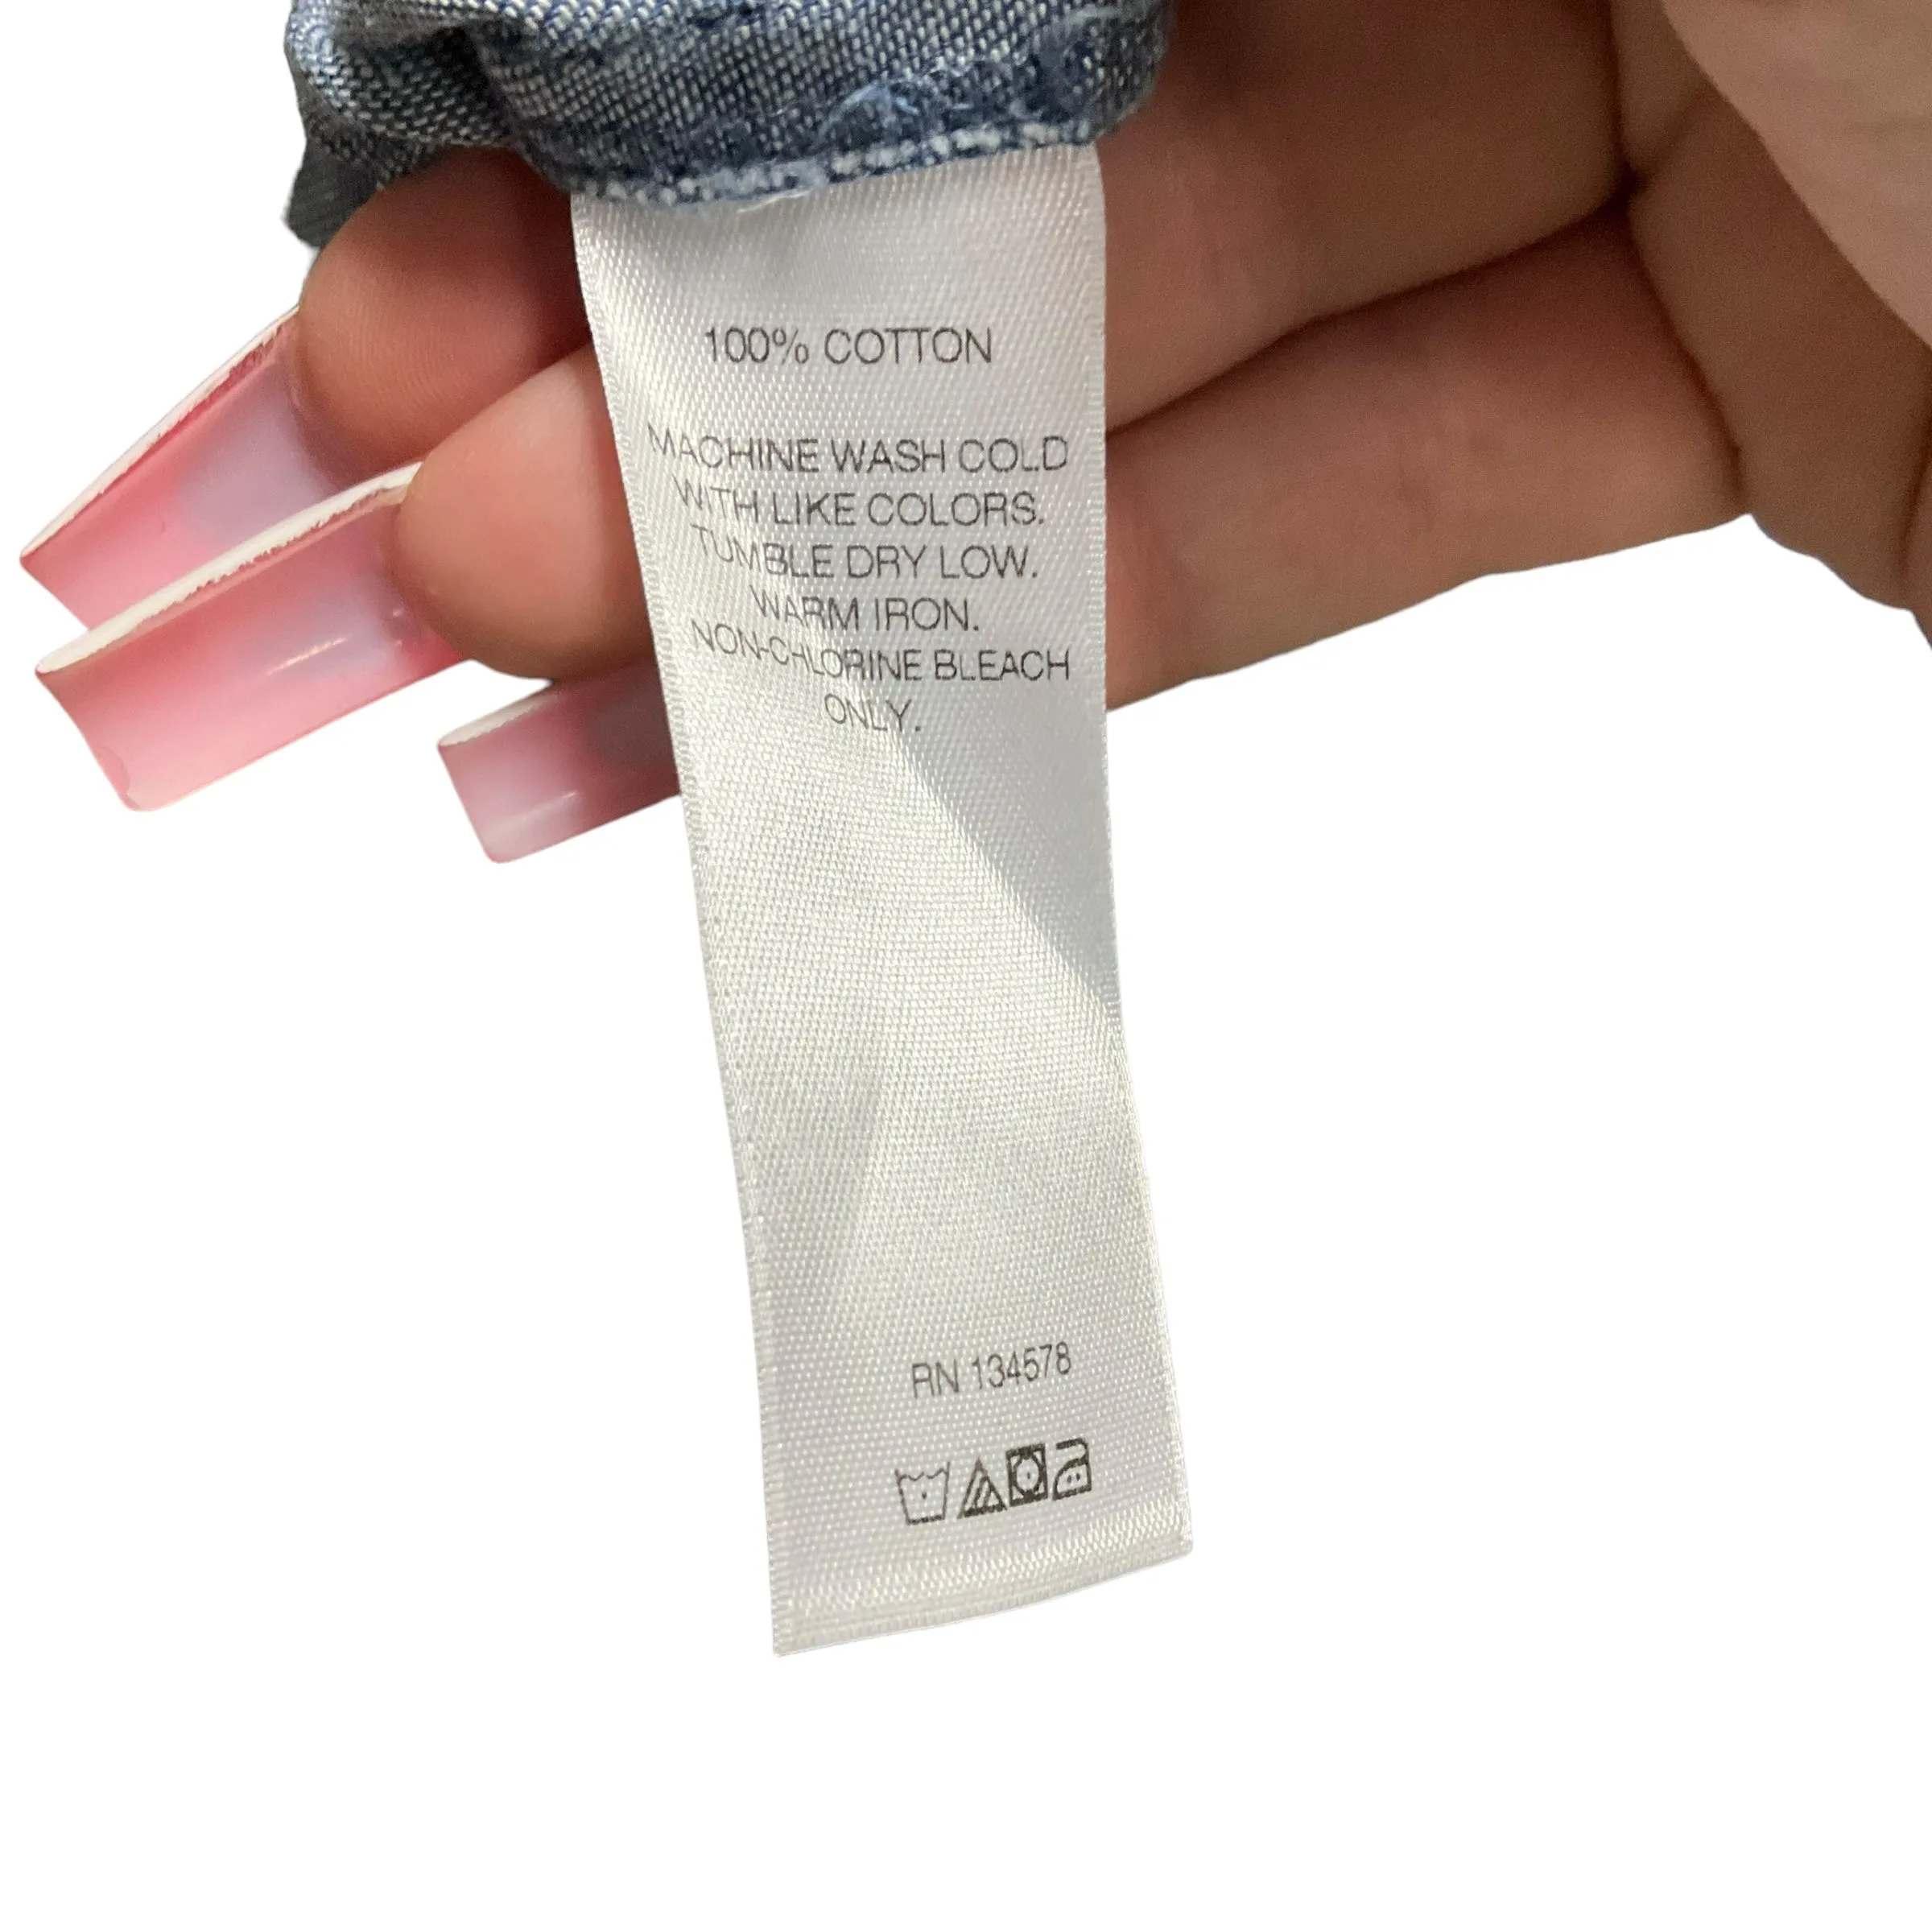 100% COTTON
MACHINE WASH COLD
WITH LIKE COLORS.
TUMBLE DRY LOW.
WARM IRON.
NON-CHLORINE BLEACH
ONLY.
RN 134578